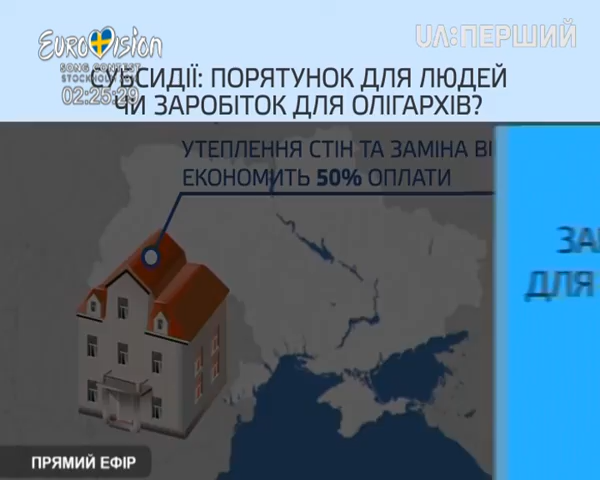 EUROVISION
SONG CONTEST
STOCKHOLM
02:25:29
UA:ПЕРШИЙ
СУБСИДІЇ: ПОРЯТУНОК ДЛЯ ЛЮДЕЙ
ЧИ ЗАРОБІТОК ДЛЯ ОЛІГАРХІВ?
УТЕПЛЕННЯ СТІН ТА ЗАМІНА
ЕКОНОМИТЬ 50% ОПЛАТИ
ДЛЯ
ПРЯМИЙ ЕФІР